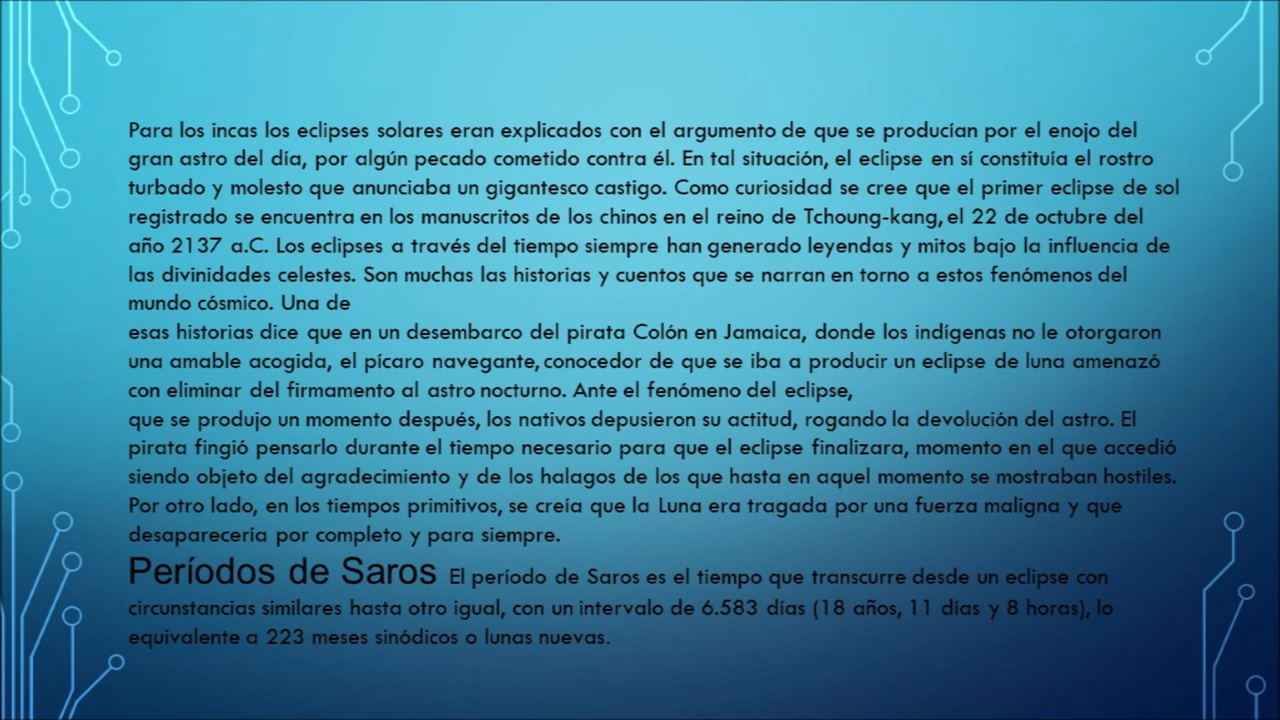 Para los incas los eclipses solares eran explicados con el argumento de que se producían por el enojo del
gran astro del día, por algún pecado cometido contra él. En tal situación, el eclipse en sí constituía el rostro
turbado y molesto que anunciaba un gigantesco castigo. Como curiosidad se cree que el primer eclipse de sol
registrado se encuentra en los manuscritos de los chinos en el reino de Tchoung-kang, el 22 de octubre del
año 2137 a.C. Los eclipses a través del tiempo siempre han generado leyendas y mitos bajo la influencia de
las divinidades celestes. Son muchas las historias y cuentos que se narran en torno a estos fenómenos del
mundo cósmico. Una de
esas historias dice que en un desembarco del pirata Colón en Jamaica, donde los indígenas no le otorgaron
una amable acogida, el pícaro navegante, conocedor de que se iba a producir un eclipse de luna amenazó
con eliminar del firmamento al astro nocturno. Ante el fenómeno del eclipse,
que se produjo un momento después, los nativos depusieron su actitud, rogando la devolución del astro. El
pirata fingió pensarlo durante el tiempo necesario para que el eclipse finalizara, momento en el que accedió
siendo objeto del agradecimiento y de los halagos de los que hasta en aquel momento se mostraban hostiles.
Por otro lado, en los tiempos primitivos, se creía que la Luna era tragada por una fuerza maligna y que
desaparecería por completo y para siempre.
Períodos de Saros El período de Saros es el tiempo que transcurre desde un eclipse con
circunstancias similares hasta otro igual, con un intervalo de 6.583 días (18 años, 11 días y 8 horas), lo
equivalente a 223 meses sinódicos o lunas nuevas.